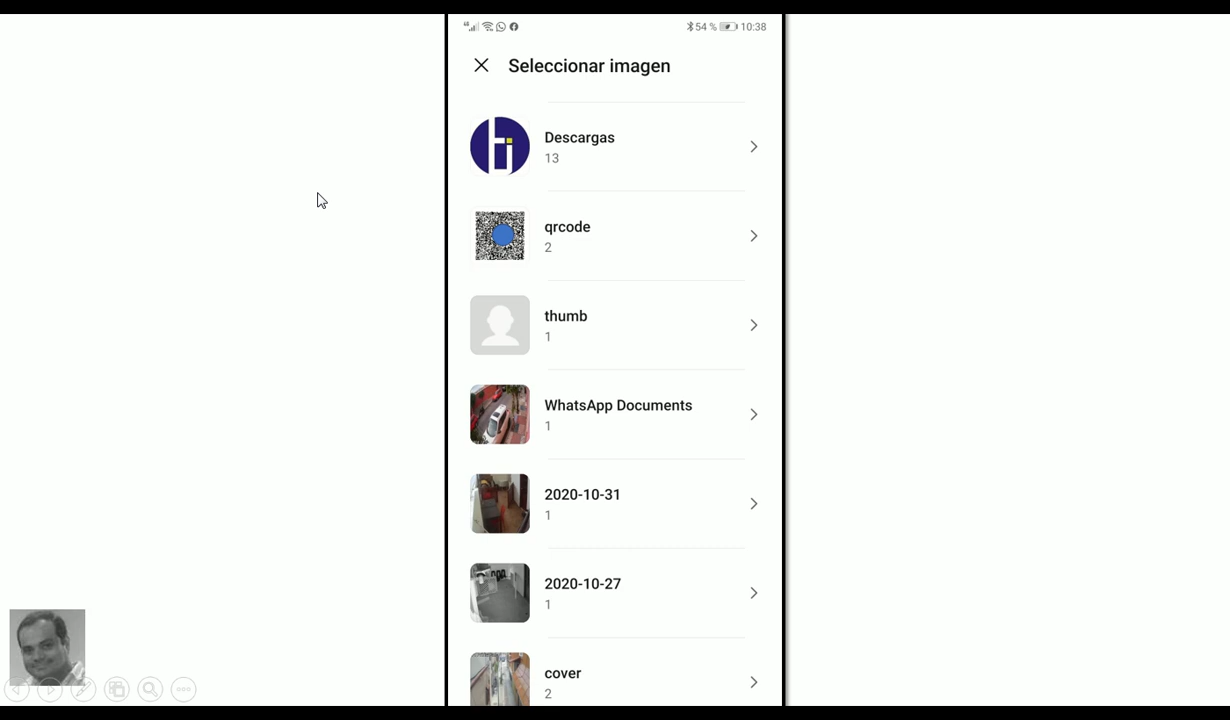 54 % 10:38
Seleccionar imagen
Descargas
13
qrcode
2
thumb
1
WhatsApp Documents
1
2020-10-31
1
2020-10-27
1
cover
2